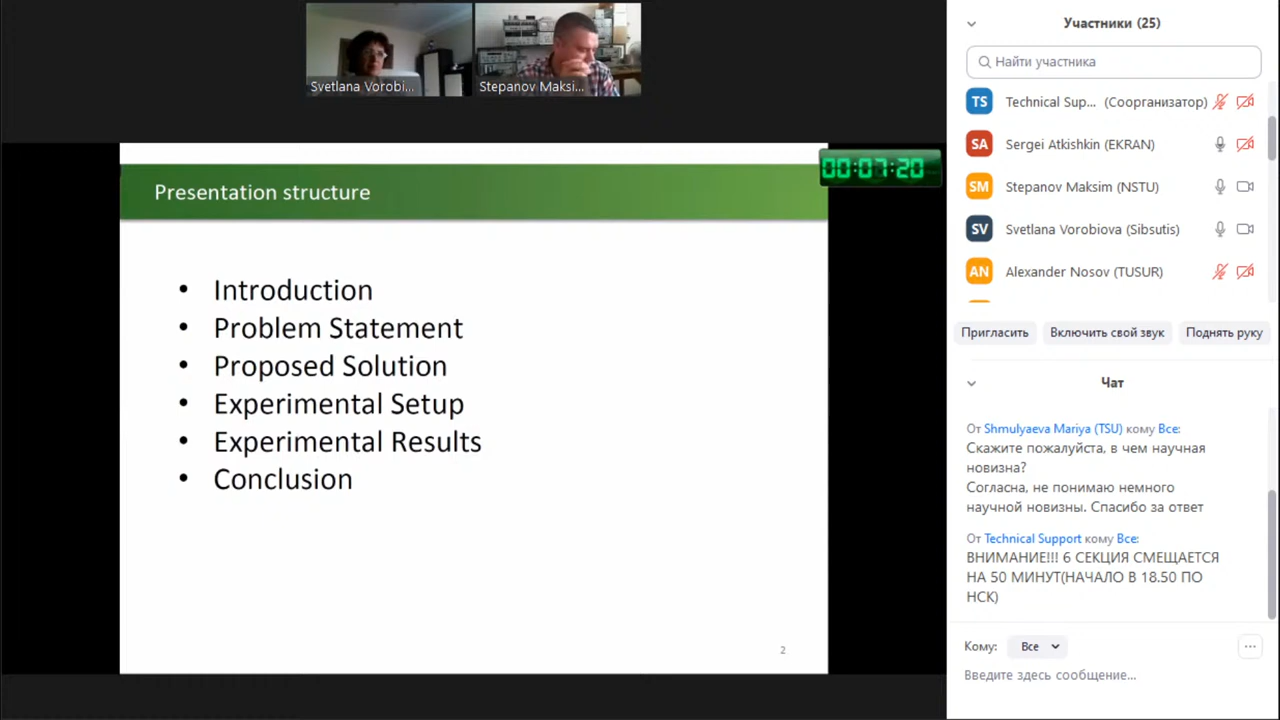 Svetlana Vorobi...
Stepanov Maksi...
Presentation structure
00:07:20
• Introduction
• Problem Statement
• Proposed Solution
• Experimental Setup
• Experimental Results
• Conclusion
2
Участники (25)
Найти участника
TS Technical Sup... (Соорганизатор)
SA Sergei Atkishkin (EKRAN)
SM Stepanov Maksim (NSTU)
SV Svetlana Vorobiova (Sibsutis)
AN Alexander Nosov (TUSUR)
Пригласить Включить свой звук Поднять руку
Чат
От Shmulyaeva Mariya (TSU) кому Все:
Скажите пожалуйста, в чем научная
новизна?
Согласна, не понимаю немного
научной новизны. Спасибо за ответ
От Technical Support кому Все:
ВНИМАНИЕ!!! 6 СЕКЦИЯ СМЕЩАЕТСЯ
НА 50 МИНУТ(НАЧАЛО В 18.50 ПО
НСК)
Кому: Все
Введите здесь сообщение...